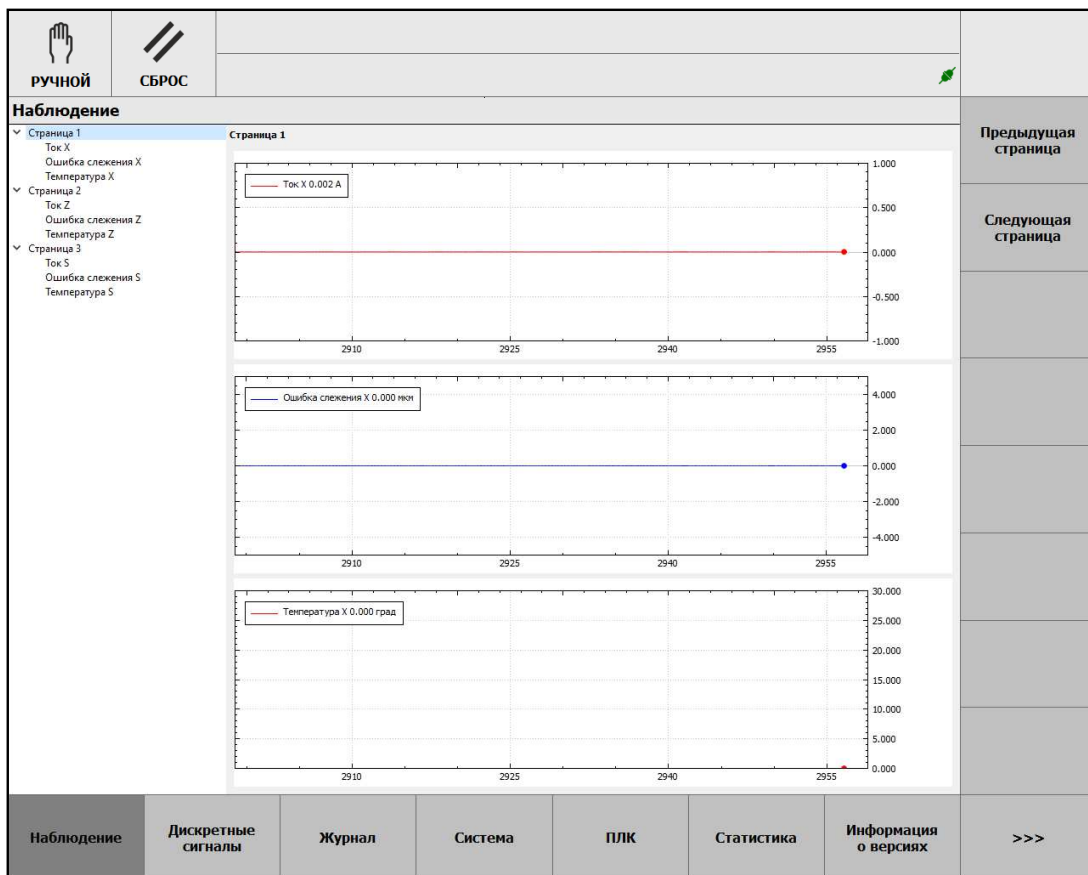 РУЧНОЙ
СБРОС
Наблюдение
Страница 1
Ток X
Ошибка слежения X
Температура X
Страница 2
Ток Z
Ошибка слежения Z
Температура Z
Страница 3
Ток S
Ошибка слежения S
Температура S
Страница 1
Ток X 0.002 А
1.000
0.500
0.000
-0.500
-1.000
2910
2925
2940
2955
Ошибка слежения X 0.000 мкм
4.000
2.000
0.000
-2.000
-4.000
2910
2925
2940
2955
Температура X 0.000 град
30.000
25.000
20.000
15.000
10.000
5.000
0.000
2910
2925
2940
2955
Предыдущая
страница
Следующая
страница
Наблюдение
Дискретные
сигналы
Журнал
Система
ПЛК
Статистика
Информация
о версиях
>>>